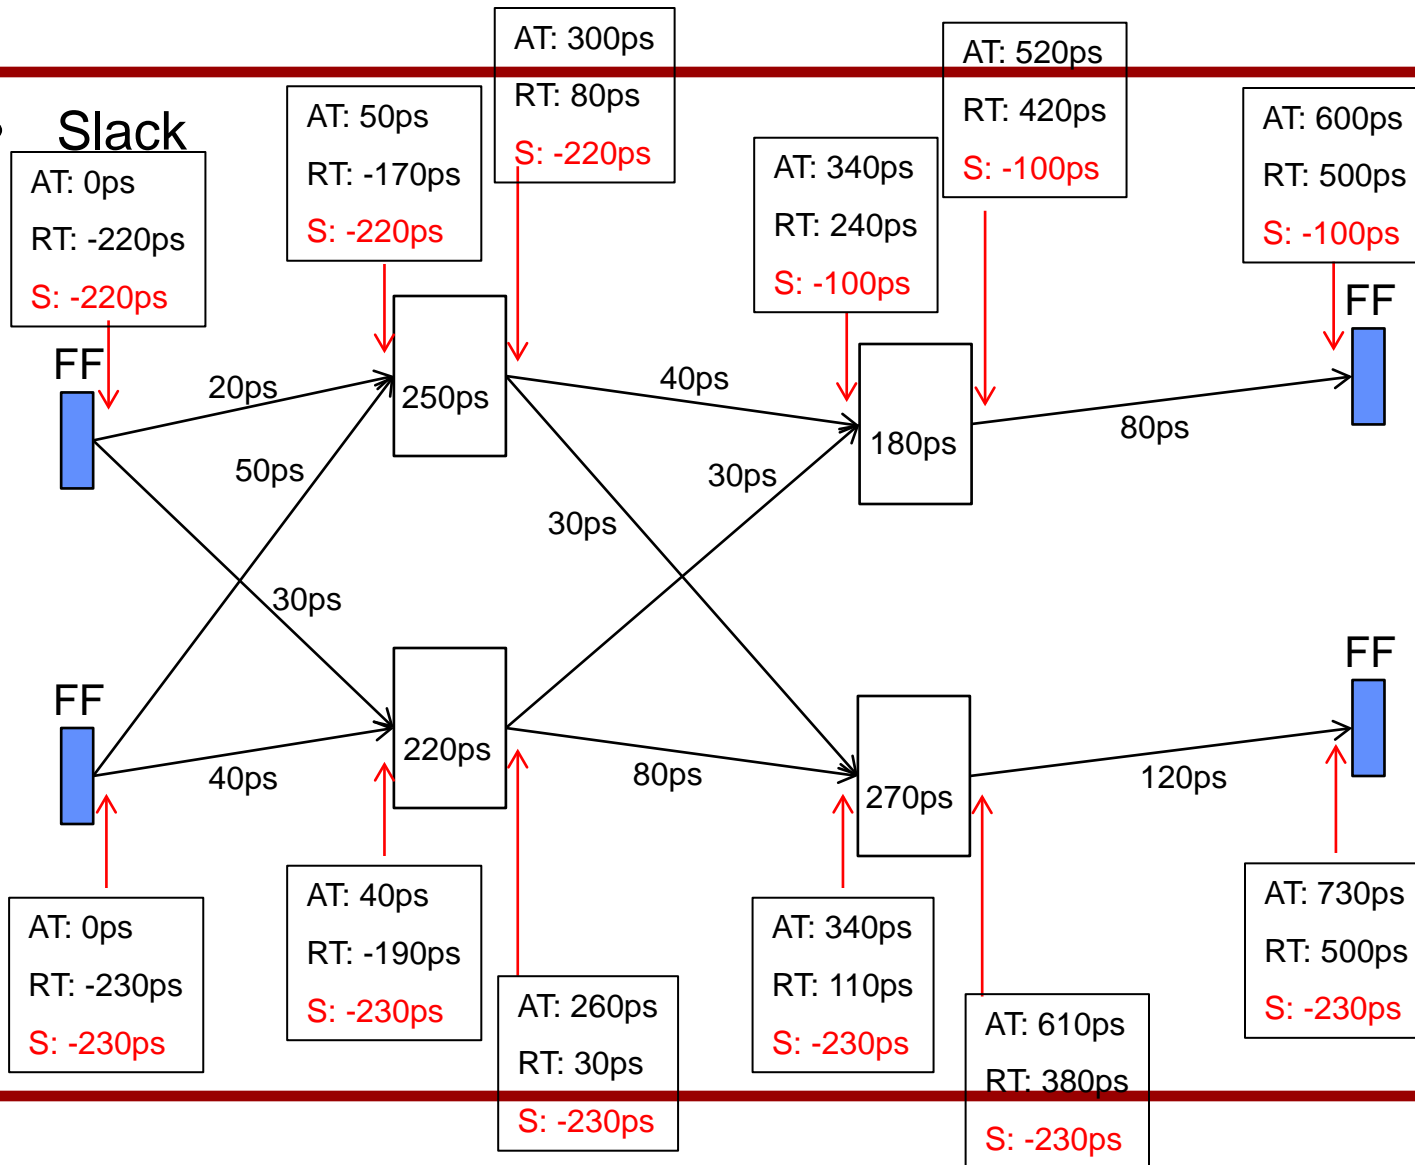 • Slack
AT: 0ps
RT: -220ps
S: -220ps
AT: 50ps
RT: -170ps
S: -220ps
AT: 300ps
RT: 80ps
S: -220ps
AT: 340ps
RT: 240ps
S: -100ps
AT: 520ps
RT: 420ps
S: -100ps
AT: 600ps
RT: 500ps
S: -100ps
FF
FF
20ps
250ps
40ps
180ps
80ps
50ps
30ps
30ps
30ps
FF
FF
40ps
220ps
80ps
270ps
120ps
AT: 0ps
RT: -230ps
S: -230ps
AT: 40ps
RT: -190ps
S: -230ps
AT: 260ps
RT: 30ps
S: -230ps
AT: 340ps
RT: 110ps
S: -230ps
AT: 610ps
RT: 380ps
S: -230ps
AT: 730ps
RT: 500ps
S: -230ps